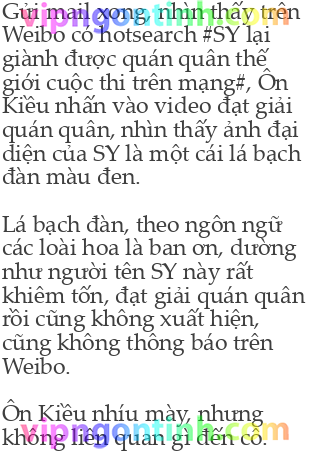 Gửi mail xong, nhìn thấy trên
Weibo có hotsearch #SY lại
giành được quán quân thế
giới cuộc thi trên mạng#, Ôn
Kiều nhấn vào video đạt giải
quán quân, nhìn thấy ảnh đại
diện của SY là một cái lá bạch
đàn màu đen.
Lá bạch đàn, theo ngôn ngữ
các loài hoa là ban ơn, dường
như người tên SY này rất
khiêm tốn, đạt giải quán quân
rồi cũng không xuất hiện,
cũng không thông báo trên
Weibo.
Ôn Kiều nhíu mày, nhưng
không liên quan gì đến cô.
vipngontinh.com
vipngontinh.com